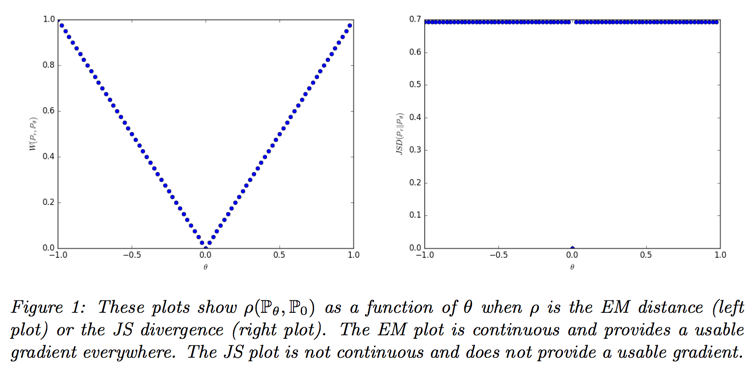 1.0
0.8
0.6
0.4
0.2
0.0
−1.0 −0.5 0.0 0.5 1.0
θ
W(ℙᵣ, ℙ_θ)
0.7
0.6
0.5
0.4
0.3
0.2
0.1
0.0
−1.0 −0.5 0.0 0.5 1.0
θ
JSD(ℙᵣ‖ℙ_θ)
Figure 1: These plots show ρ(ℙ_θ, ℙ₀) as a function of θ when ρ is the EM distance (left
plot) or the JS divergence (right plot). The EM plot is continuous and provides a usable
gradient everywhere. The JS plot is not continuous and does not provide a usable gradient.